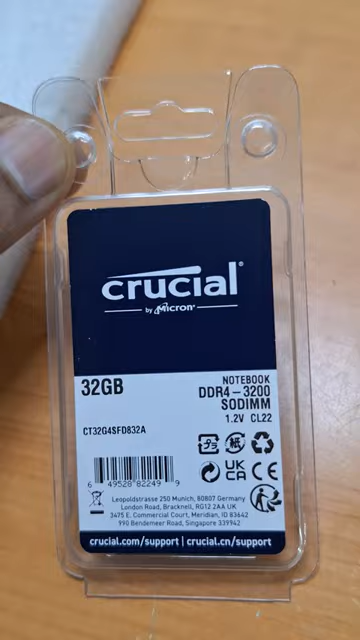 crucial®
by Micron®
32GB
NOTEBOOK
DDR4-3200
SODIMM
1.2V CL22
CT32G4SFD832A
UK
CA
CE
6 49528 82249 9
Leopoldstrasse 250 Munich, 80807 Germany
London Road, Bracknell, RG12 2AA UK
3475 E. Commercial Court, Meridian, ID 83642
990 Bendemeer Road, Singapore 339942
crucial.com/support | crucial.cn/support